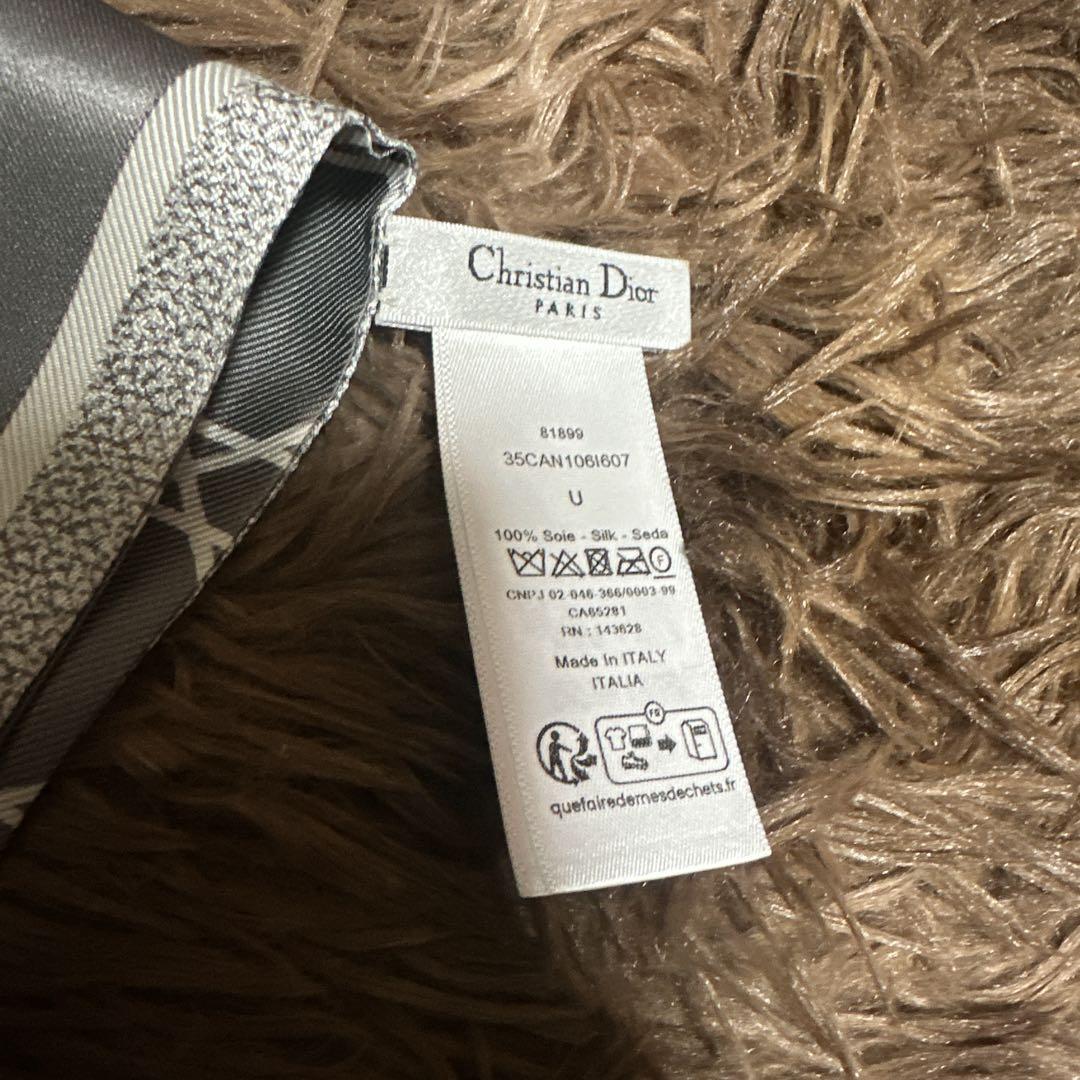 Christian Dior
PARIS
81899
35CAN106I607
U
100% Soie - Silk - Seda
F
CNPJ 02-046-366/0003-99
CA65281
RN : 143628
Made In ITALY
ITALIA
FR
quefairedemesdechets.fr